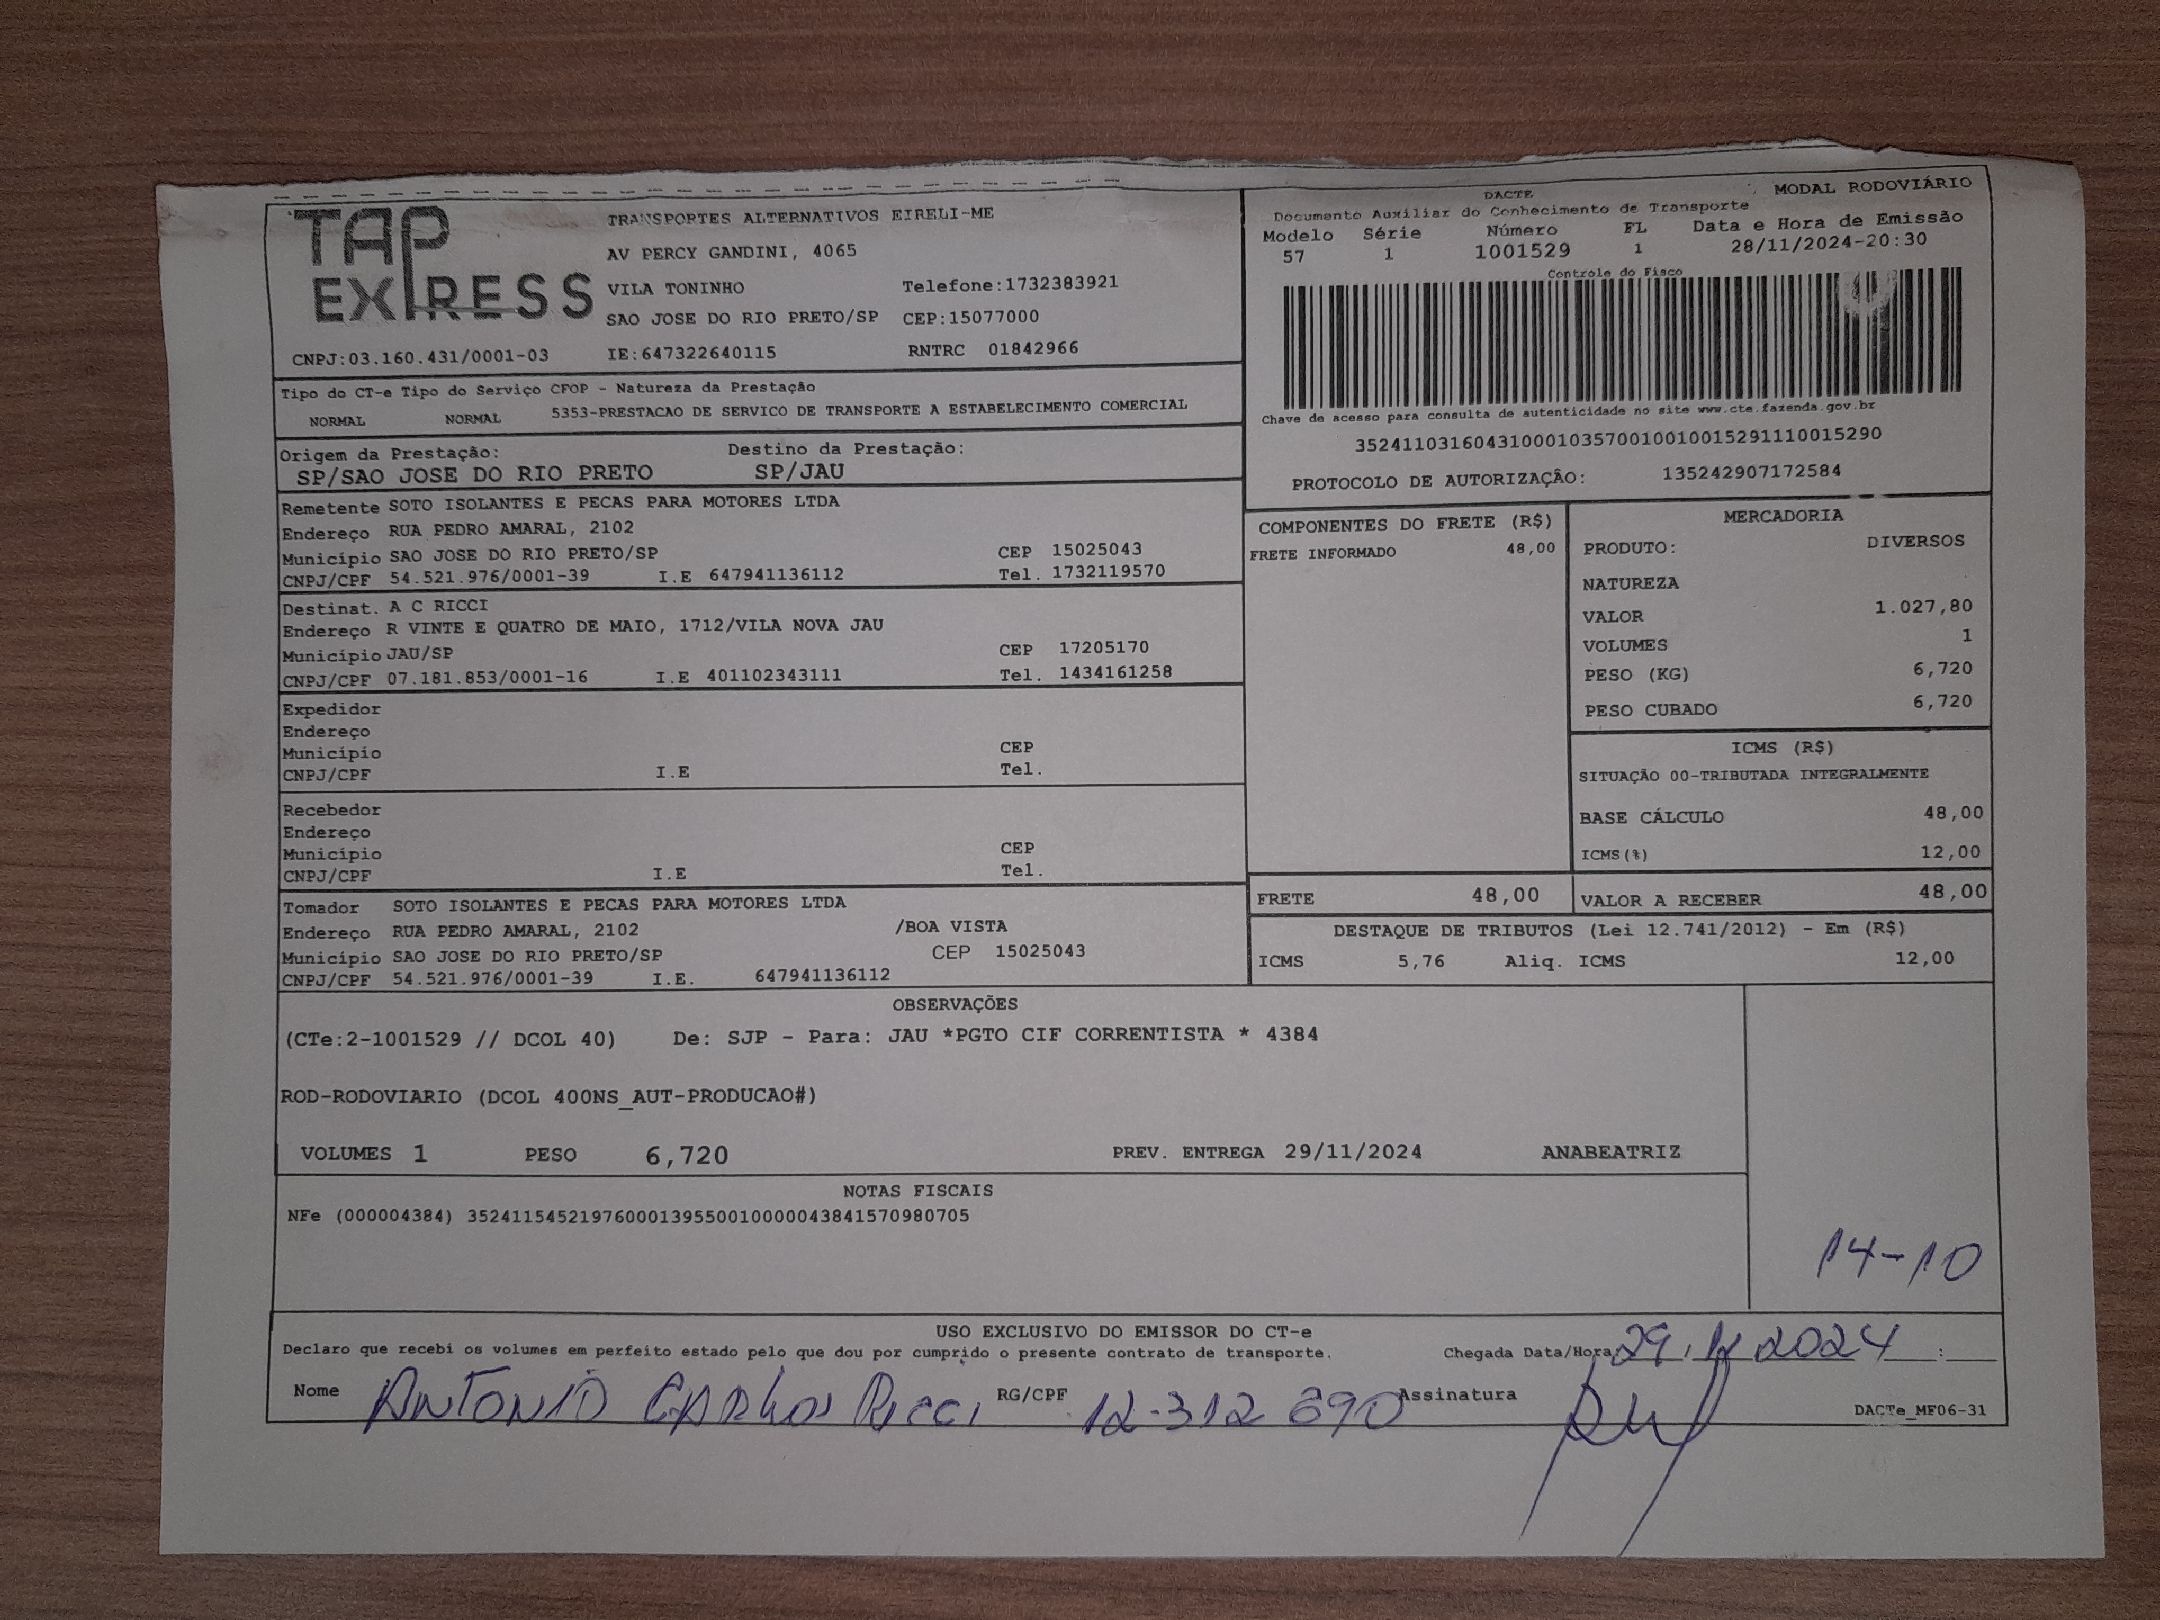 TAP EXPRESS
TRANSPORTES ALTERNATIVOS EIRELI-ME
AV PERCY GANDINI, 4065
VILA TONINHO Telefone:1732383921
SAO JOSE DO RIO PRETO/SP CEP:15077000
CNPJ:03.160.431/0001-03 IE:647322640115 RNTRC 01842966
DACTE MODAL RODOVIÁRIO
Documento Auxiliar do Conhecimento de Transporte
Modelo Série Número FL Data e Hora de Emissão
57 1 1001529 1 28/11/2024-20:30
Controle do Fisco
Chave de acesso para consulta de autenticidade no site www.cte.fazenda.gov.br
35241103160431000103570010010015291110015290
PROTOCOLO DE AUTORIZAÇÃO: 135242907172584
Tipo do CT-e Tipo do Serviço CFOP - Natureza da Prestação
NORMAL NORMAL 5353-PRESTACAO DE SERVICO DE TRANSPORTE A ESTABELECIMENTO COMERCIAL
Origem da Prestação: Destino da Prestação:
SP/SAO JOSE DO RIO PRETO SP/JAU
Remetente SOTO ISOLANTES E PECAS PARA MOTORES LTDA
Endereço RUA PEDRO AMARAL, 2102
Município SAO JOSE DO RIO PRETO/SP CEP 15025043
CNPJ/CPF 54.521.976/0001-39 I.E 647941136112 Tel. 1732119570
Destinat. A C RICCI
Endereço R VINTE E QUATRO DE MAIO, 1712/VILA NOVA JAU
Município JAU/SP CEP 17205170
CNPJ/CPF 07.181.853/0001-16 I.E 401102343111 Tel. 1434161258
Expedidor
Endereço
Município CEP
CNPJ/CPF I.E Tel.
Recebedor
Endereço
Município CEP
CNPJ/CPF I.E Tel.
Tomador SOTO ISOLANTES E PECAS PARA MOTORES LTDA
Endereço RUA PEDRO AMARAL, 2102 /BOA VISTA
Município SAO JOSE DO RIO PRETO/SP CEP 15025043
CNPJ/CPF 54.521.976/0001-39 I.E. 647941136112
COMPONENTES DO FRETE (R$)
FRETE INFORMADO 48,00
MERCADORIA
PRODUTO: DIVERSOS
NATUREZA
VALOR 1.027,80
VOLUMES 1
PESO (KG) 6,720
PESO CUBADO 6,720
ICMS (R$)
SITUAÇÃO 00-TRIBUTADA INTEGRALMENTE
BASE CÁLCULO 48,00
ICMS(%) 12,00
FRETE 48,00 VALOR A RECEBER 48,00
DESTAQUE DE TRIBUTOS (Lei 12.741/2012) - Em (R$)
ICMS 5,76 Aliq. ICMS 12,00
OBSERVAÇÕES
(CTe:2-1001529 // DCOL 40) De: SJP - Para: JAU *PGTO CIF CORRENTISTA * 4384
ROD-RODOVIARIO (DCOL 400NS_AUT-PRODUCAO#)
VOLUMES 1 PESO 6,720 PREV. ENTREGA 29/11/2024 ANABEATRIZ
NOTAS FISCAIS
NFe (000004384) 35241154521976000139550010000043841570980705
14-10
USO EXCLUSIVO DO EMISSOR DO CT-e
Declaro que recebi os volumes em perfeito estado pelo que dou por cumprido o presente contrato de transporte. Chegada Data/Hora 29.11 2024 :
Nome Antonio Carlos Ricci RG/CPF 12.312 690 Assinatura
DACTe_MF06-31